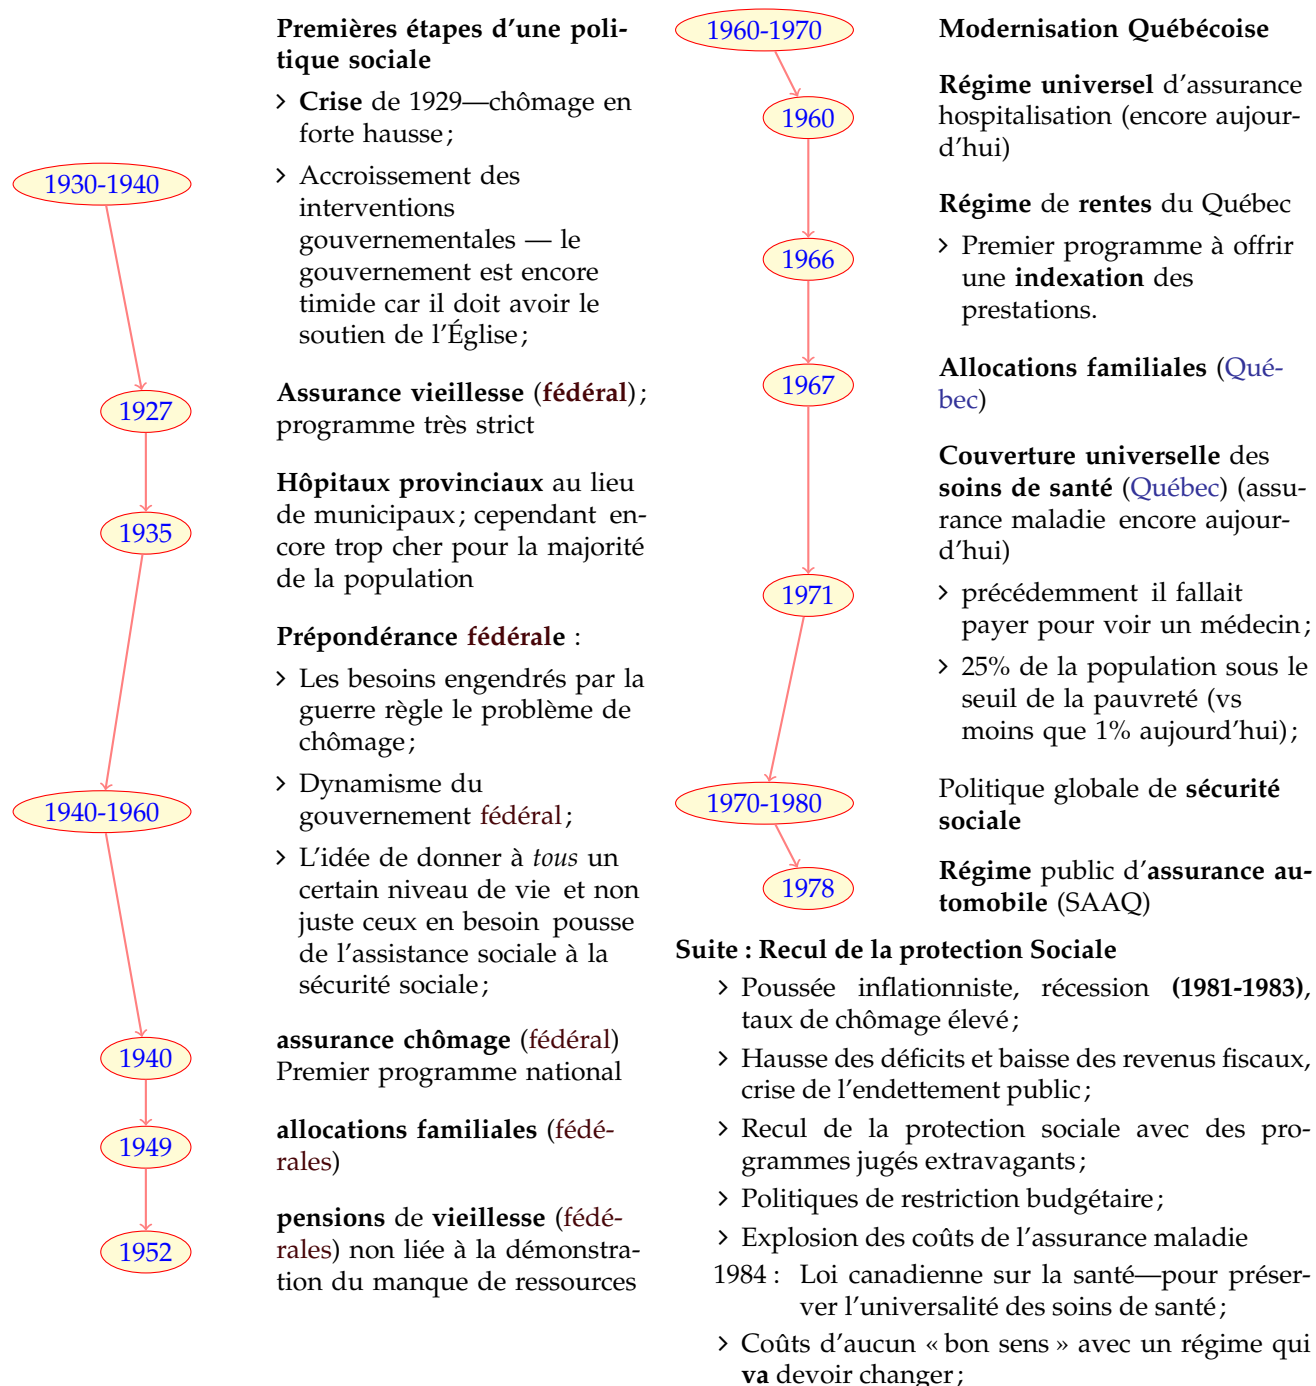 Premières étapes d'une poli-
tique sociale
› Crise de 1929—chômage en
forte hausse ;
1930-1940
› Accroissement des
interventions
gouvernementales — le
gouvernement est encore
timide car il doit avoir le
soutien de l'Église ;
1927
Assurance vieillesse (fédéral) ;
programme très strict
1935
Hôpitaux provinciaux au lieu
de municipaux ; cependant en-
core trop cher pour la majorité
de la population
1940-1960
Prépondérance fédérale :
› Les besoins engendrés par la
guerre règle le problème de
chômage ;
› Dynamisme du
gouvernement fédéral ;
› L'idée de donner à tous un
certain niveau de vie et non
juste ceux en besoin pousse
de l'assistance sociale à la
sécurité sociale ;
1940
assurance chômage (fédéral)
Premier programme national
1949
allocations familiales (fédé-
rales)
1952
pensions de vieillesse (fédé-
rales) non liée à la démonstra-
tion du manque de ressources
1960-1970
Modernisation Québécoise
1960
Régime universel d'assurance
hospitalisation (encore aujour-
d'hui)
1966
Régime de rentes du Québec
› Premier programme à offrir
une indexation des
prestations.
1967
Allocations familiales (Qué-
bec)
1971
Couverture universelle des
soins de santé (Québec) (assu-
rance maladie encore aujour-
d'hui)
› précédemment il fallait
payer pour voir un médecin ;
› 25% de la population sous le
seuil de la pauvreté (vs
moins que 1% aujourd'hui) ;
1970-1980
Politique globale de sécurité
sociale
1978
Régime public d'assurance au-
tomobile (SAAQ)
Suite : Recul de la protection Sociale
› Poussée inflationniste, récession (1981-1983),
taux de chômage élevé ;
› Hausse des déficits et baisse des revenus fiscaux,
crise de l'endettement public ;
› Recul de la protection sociale avec des pro-
grammes jugés extravagants ;
› Politiques de restriction budgétaire ;
› Explosion des coûts de l'assurance maladie
1984 : Loi canadienne sur la santé—pour préser-
ver l'universalité des soins de santé ;
› Coûts d'aucun « bon sens » avec un régime qui
va devoir changer ;